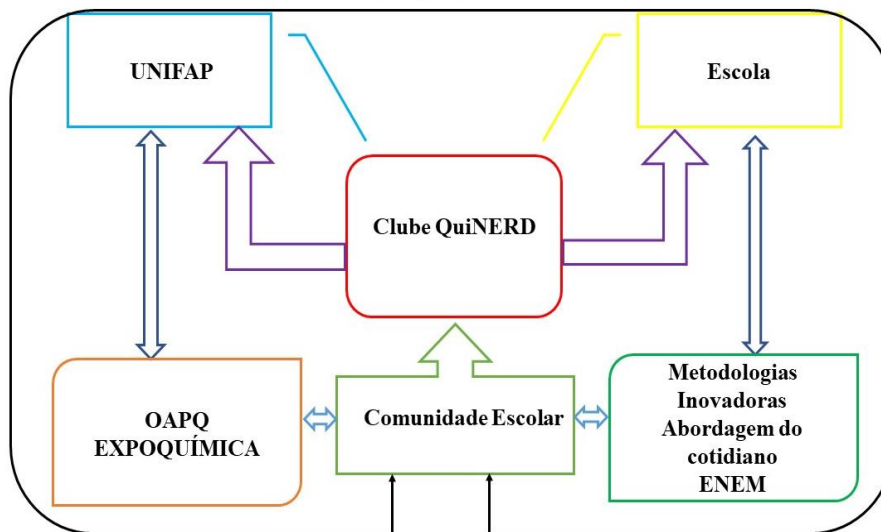 UNIFAP
Escola
Clube QuiNERD
OAPQ
EXPOQUÍMICA
Comunidade Escolar
Metodologias
Inovadoras
Abordagem do
cotidiano
ENEM